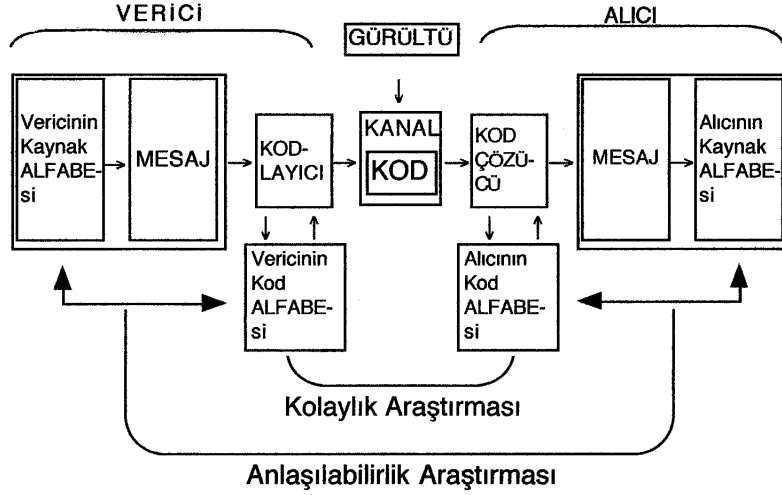 VERİCİ
GÜRÜLTÜ
ALICI
Vericinin
Kaynak
ALFABE-
si
MESAJ
KOD-
LAYICI
KANAL
KOD
KOD
ÇÖZÜ-
CÜ
MESAJ
Alıcının
Kaynak
ALFABE-
si
Vericinin
Kod
ALFABE-
si
Alıcının
Kod
ALFABE-
si
Kolaylık Araştırması
Anlaşılabilirlik Araştırması